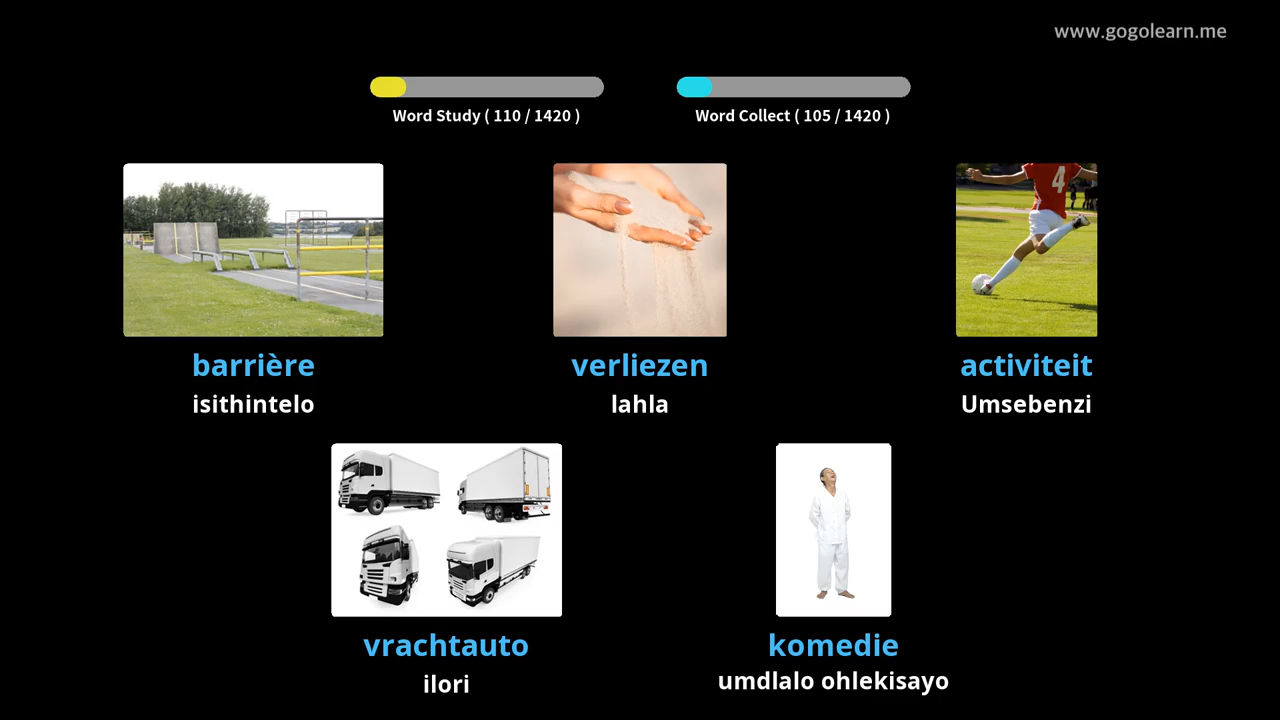 www.gogolearn.me
Word Study ( 110 / 1420 )
Word Collect ( 105 / 1420 )
barrière
isithintelo
verliezen
lahla
4
activiteit
Umsebenzi
vrachtauto
ilori
komedie
umdlalo ohlekisayo